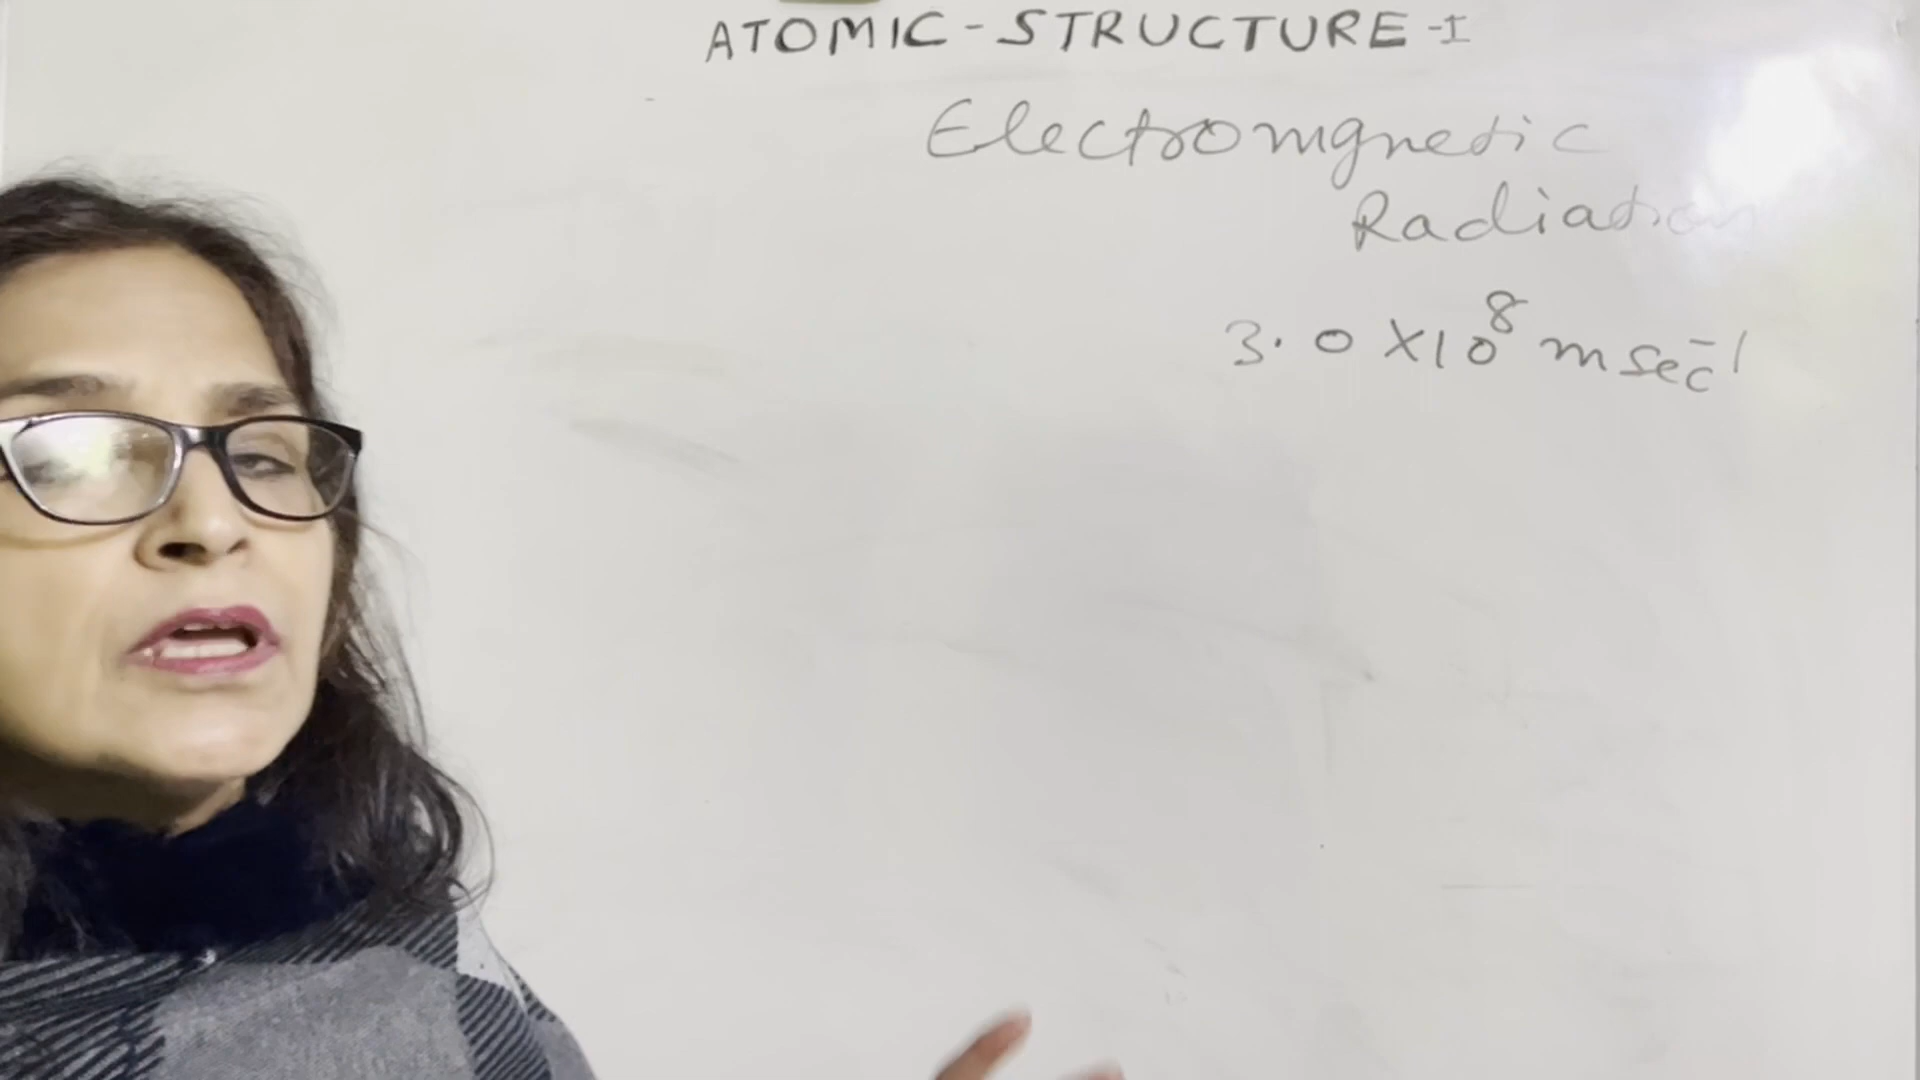 ATOMIC-STRUCTURE-I
Electromgnetic
Radiation
3.0 X10⁸ m sec⁻¹